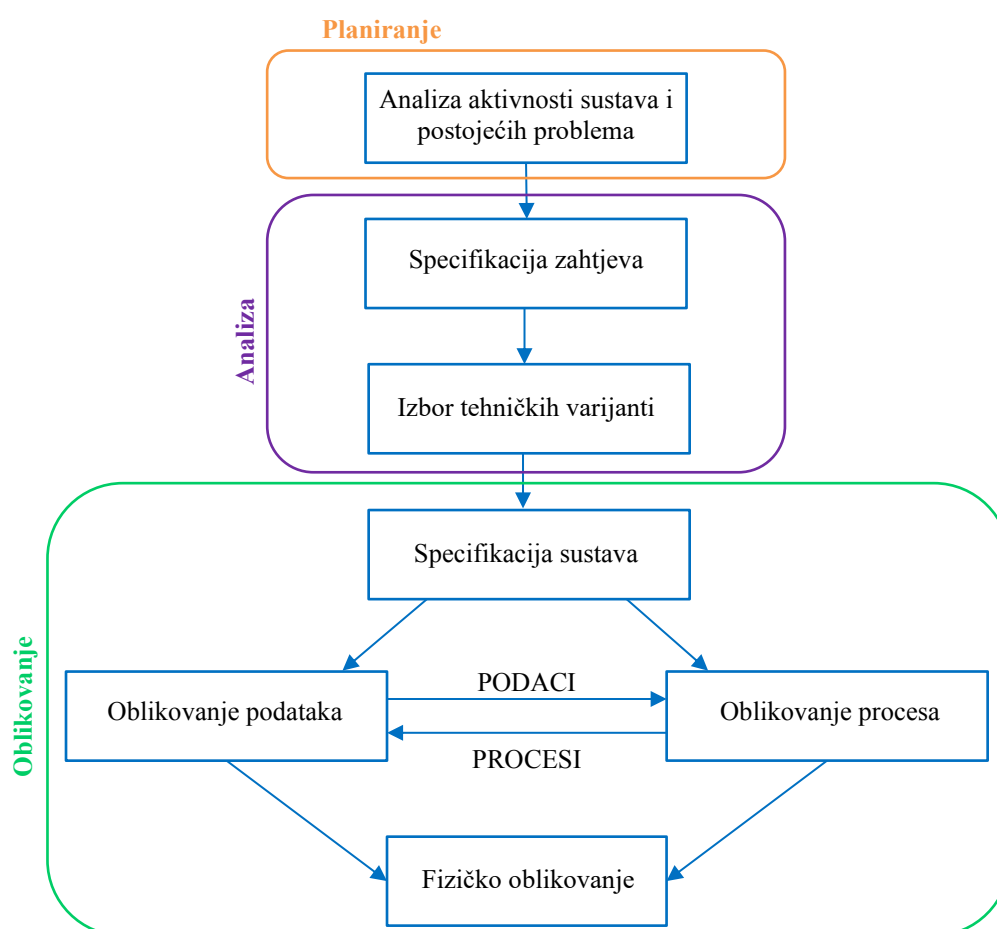 Planiranje
Analiza aktivnosti sustava i
postojećih problema
Analiza
Specifikacija zahtjeva
Izbor tehničkih varijanti
Oblikovanje
Specifikacija sustava
Oblikovanje podataka
PODACI
PROCESI
Oblikovanje procesa
Fizičko oblikovanje